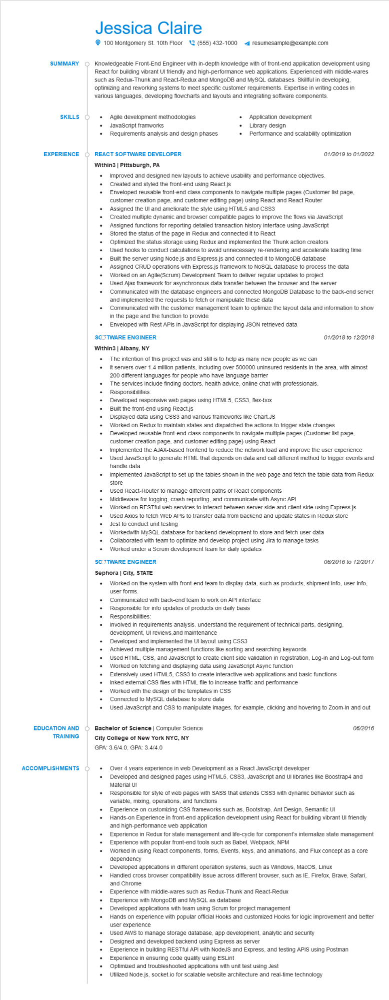 Jessica Claire
100 Montgomery St. 10th Floor (555) 432-1000 resumesample@example.com
SUMMARY
Knowledgeable Front-End Engineer with in-depth knowledge with of front-end application development using
React for building vibrant UI friendly and high-performance web applications. Experienced with middle-wares
such as Redux-Thunk and React-Redux and MongoDB and MySQL databases. Skillful in developing,
optimizing and reworking systems to meet specific customer requirements. Expertise in writing codes in
various languages, developing flowcharts and layouts and integrating software components.
SKILLS
• Agile development methodologies
• JavaScript framworks
• Requirements analysis and design phases
• Application development
• Library design
• Performance and scalability optimization
EXPERIENCE
REACT SOFTWARE DEVELOPER 01/2019 to 01/2022
Within3 | Pittsburgh, PA
• Improved and designed new layouts to achieve usability and performance objectives.
• Created and styled the front-end using React.js
• Enveloped reusable front-end class components to navigate multiple pages (Customer list page,
customer creation page, and customer editing page) using React and React Router
• Assigned the UI and ameliorate the style using HTML5 and CSS3
• Created multiple dynamic and browser compatible pages to improve the flows via JavaScript
• Assigned functions for reporting detailed transaction history interface using JavaScript
• Stored the status of the page in Redux and connected it to React
• Optimized the status storage using Redux and implemented the Thunk action creators
• Used hooks to conduct calculations to avoid unnecessary re-rendering and accelerate loading time
• Built the server using Node.js and Express.js and connected it to MongoDB database
• Assigned CRUD operations with Express.js framework to NoSQL database to process the data
• Worked on an Agile(Scrum) Development Team to deliver regular updates to project
• Used Ajax framework for asynchronous data transfer between the browser and the server
• Communicated with the database engineers and connected MongoDB Database to the back-end server
and implemented the requests to fetch or manipulate these data
• Communicated with the customer management team to optimize the layout data and information to show
in the page and the function to provide
• Enveloped with Rest APIs in JavaScript for displaying JSON retrieved data
SOFTWARE ENGINEER 01/2018 to 12/2018
Within3 | Albany, NY
• The intention of this project was and still is to help as many new people as we can
• It servers over 1.4 million patients, including over 500000 uninsured residents in the area, with almost
200 different languages for people who have language barrier
• The services include finding doctors, health advice, online chat with professionals,
• Responsibilities:
• Developed responsive web pages using HTML5, CSS3, flex-box
• Built the front-end using React.js
• Displayed data using CSS3 and various frameworks like Chart.JS
• Worked on Redux to maintain states and dispatched the actions to trigger state changes
• Developed reusable front-end class components to navigate multiple pages (Customer list page,
customer creation page, and customer editing page) using React
• Implemented the AJAX-based frontend to reduce the network load and improve the user experience
• Used JavaScript to generate HTML that depends on data and call different method to trigger events and
handle data
• Implemented JavaScript to set up the tables shown in the web page and fetch the table data from Redux
store
• Used React-Router to manage different paths of React components
• Middleware for logging, crash reporting, and communicate with Async API
• Worked on RESTful web services to interact between server side and client side using Express.js
• Used Axios to fetch Web APIs to transfer data from backend and update states in Redux store
• Jest to conduct unit testing
• Workedwith MySQL database for backend development to store and fetch user data
• Collaborated with team to optimize and develop project using Jira to manage tasks
• Worked under a Scrum development team for daily updates
SOFTWARE ENGINEER 06/2016 to 12/2017
Sephora | City, STATE
• Worked on the system with front-end team to display data, such as products, shipment info, user info,
user forms.
• Communicated with back-end team to work on API interface
• Responsible for info updates of products on daily basis
• Responsibilities:
• Involved in requirements analysis, understand the requirement of technical parts, designing,
development, UI reviews,and maintenance
• Developed and implemented the UI layout using CSS3
• Achieved multiple management functions like sorting and searching keywords
• Used HTML, CSS, and JavaScript to create client side validation in registration, Log-in and Log-out form
• Worked on fetching and displaying data using JavaScript Async function
• Extensively used HTML5, CSS3 to create interactive web applications and basic functions
• Inked external CSS files with HTML file to increase traffic and performance
• Worked with the design of the templates in CSS
• Connected to MySQL database to store data
• Used JavaScript and CSS to manipulate images, for example, clicking and hovering to Zoom-In and out
EDUCATION AND
TRAINING
Bachelor of Science | Computer Science 06/2016
City College of New York NYC, NY
GPA: 3.6/4.0, GPA: 3.4/4.0
ACCOMPLISHMENTS
• Over 4 years experience in web Development as a React JavaScript developer
• Developed and designed pages using HTML5, CSS3, JavaScript and UI libraries like Boostrap4 and
Material UI
• Responsible for style of web pages with SASS that extends CSS3 with dynamic behavior such as
variable, mixing, operations, and functions
• Experience on customizing CSS frameworks such as, Bootstrap, Ant Design, Semantic UI
• Hands-on Experience in front-end application development using React for building vibrant UI friendly
and high-performance web application
• Experience in Redux for state management and life-cycle for component's internalize state management
• Experience with popular front-end tools such as Babel, Webpack, NPM
• Worked in using React components, forms, Events, keys, and animations, and Flux concept as a core
dependency
• Developed applications in different operation systems, such as Windows, MacOS, Linux
• Handled cross browser compatibility issue across different browser, such as IE, Firefox, Brave, Safari,
and Chrome
• Experience with middle-wares such as Redux-Thunk and React-Redux
• Experience with MongoDB and MySQL as database
• Developed applications with team using Scrum for project management
• Hands on experience with popular official Hooks and customized Hooks for logic improvement and better
user experience
• Used AWS to manage storage database, app development, analytic and security
• Designed and developed backend using Express as server
• Experience in building RESTful API with NodeJS and Express, and testing APIS using Postman
• Experience in ensuring code quality using ESLint
• Optimized and troubleshooted applications with unit test using Jest
• Utilized Node.js, socket.io for scalable website architecture and real-time technology